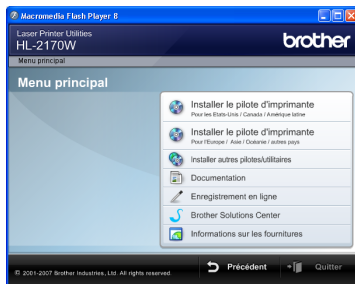 Macromedia Flash Player 8
Laser Printer Utilities
HL-2170W
brother
Menu principal
Menu principal
Installer le pilote d'imprimante
Pour les Etats-Unis / Canada / Amérique latine
Installer le pilote d'imprimante
Pour l'Europe / Asie / Océanie / autres pays
Installer autres pilotes/utilitaires
Documentation
Enregistrement en ligne
Brother Solutions Center
Informations sur les fournitures
© 2001-2007 Brother Industries, Ltd. All rights reserved
Précédent
Quitter